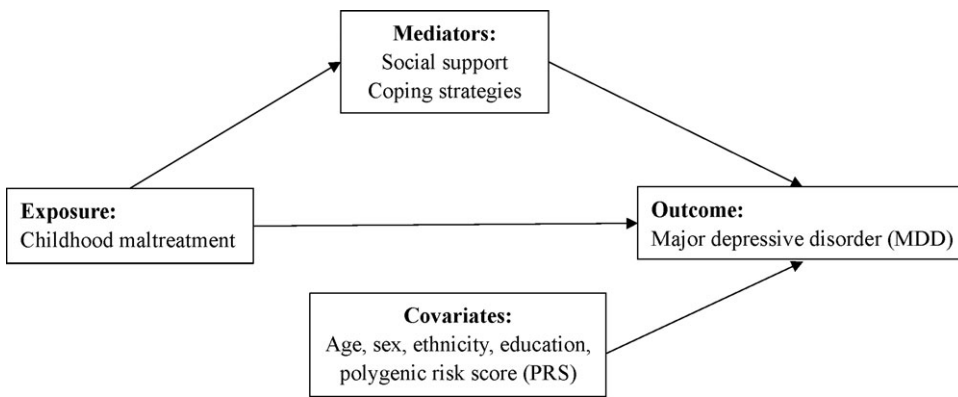 Mediators:
Social support
Coping strategies
Exposure:
Childhood maltreatment
Outcome:
Major depressive disorder (MDD)
Covariates:
Age, sex, ethnicity, education,
polygenic risk score (PRS)